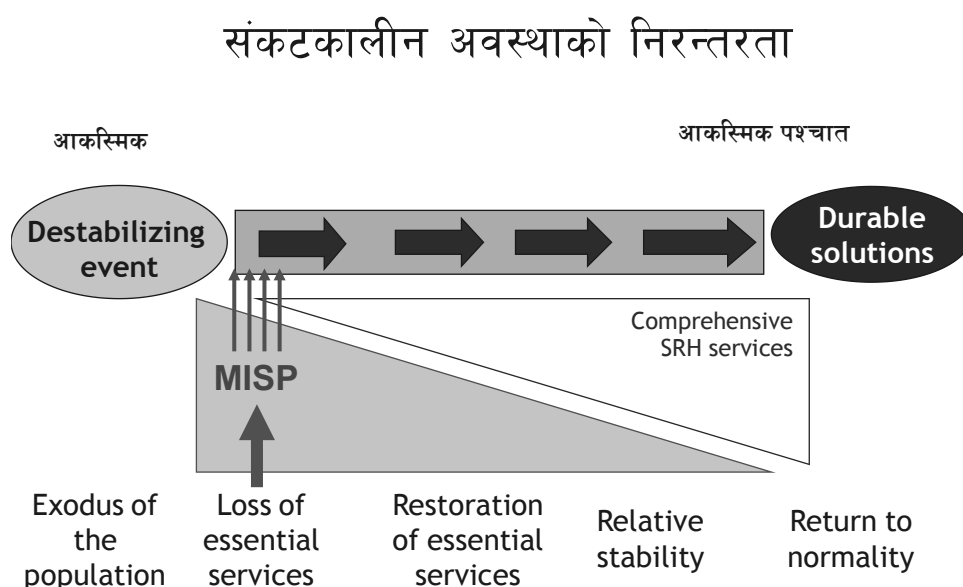 संकटकालीन अवस्थाको निरन्तरता
आकस्मिक
आकस्मिक पश्चात
Destabilizing
event
Durable
solutions
Comprehensive
SRH services
MISP
Exodus of
the
population
Loss of
essential
services
Restoration
of essential
services
Relative
stability
Return to
normality